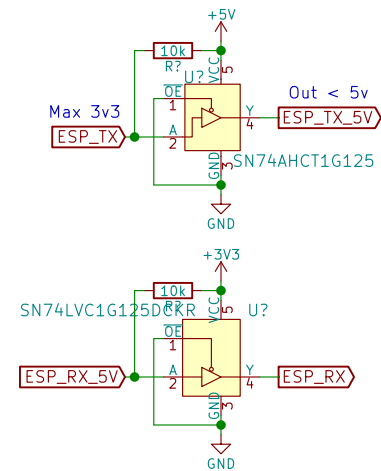 +5V
10k
R?
U?
VCC
5
OE
1
Max 3v3
ESP_TX
A
2
Y
4
Out < 5v
ESP_TX_5V
GND
3
SN74AHCT1G125
GND
+3V3
10k
R?
SN74LVC1G125DCKR
U?
VCC
5
OE
1
ESP_RX_5V
A
2
Y
4
ESP_RX
GND
3
GND